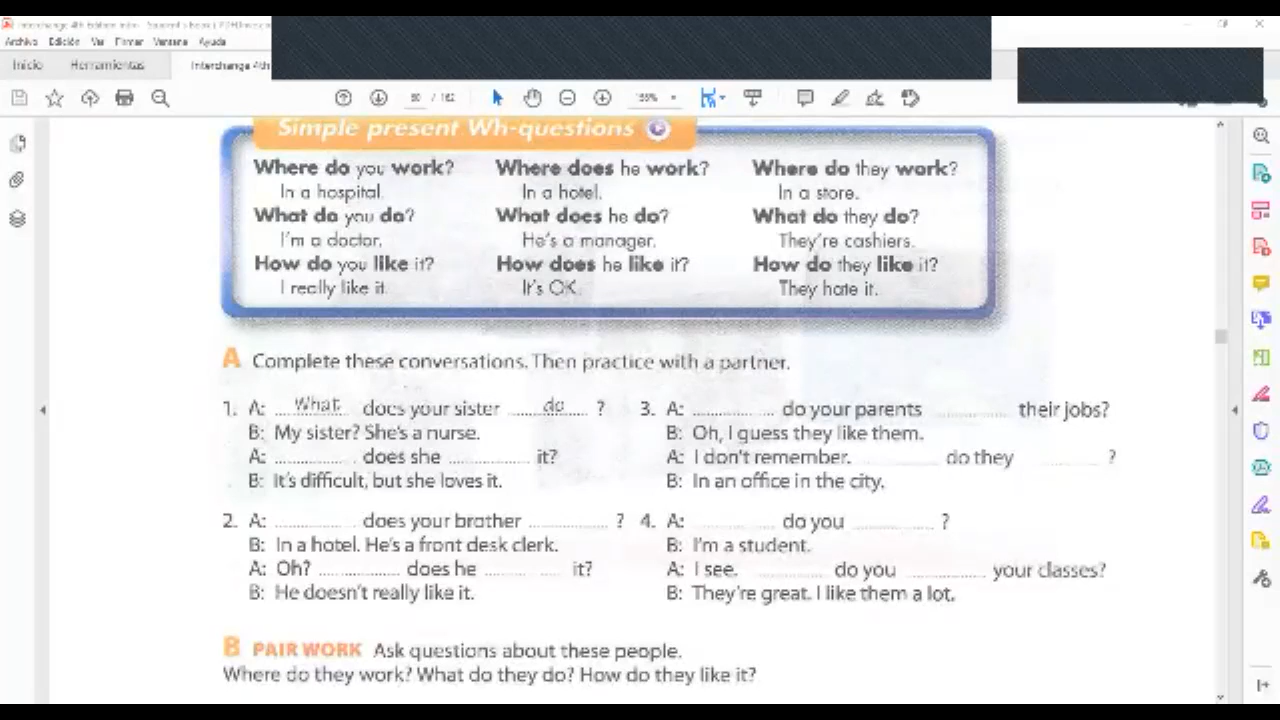 Archivo Edición Ver Firmar Ventana Ayuda
Inicio Herramientas Interchange 4th
/ 162
Simple present Wh-questions
Where do you work? Where does he work? Where do they work?
In a hospital. In a hotel. In a store.
What do you do? What does he do? What do they do?
I'm a doctor. He's a manager. They're cashiers.
How do you like it? How does he like it? How do they like it?
I really like it. It's OK. They hate it.
A Complete these conversations. Then practice with a partner.
1. A: What does your sister do ?
B: My sister? She's a nurse.
A: ............... does she ............... it?
B: It's difficult, but she loves it.
2. A: ............... does your brother ............... ?
B: In a hotel. He's a front desk clerk.
A: Oh? ............... does he ............... it?
B: He doesn't really like it.
3. A: ............... do your parents ............... their jobs?
B: Oh, I guess they like them.
A: I don't remember. ............... do they ............... ?
B: In an office in the city.
4. A: ............... do you ............... ?
B: I'm a student.
A: I see. ............... do you ............... your classes?
B: They're great. I like them a lot.
B PAIR WORK Ask questions about these people.
Where do they work? What do they do? How do they like it?